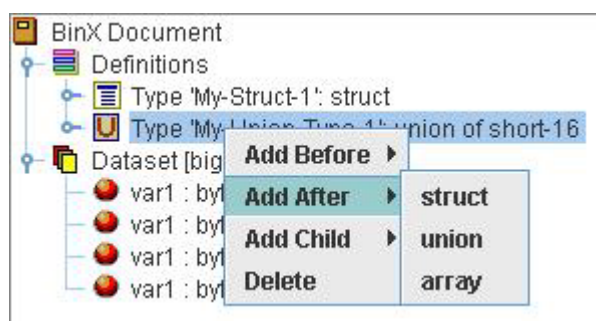 BinX Document
Definitions
Type 'My-Struct-1': struct
Type 'My-Union-Type-1': union of short-16
Dataset [big
var1 : byt
var1 : byt
var1 : byt
var1 : byt
Add Before
Add After
Add Child
Delete
struct
union
array